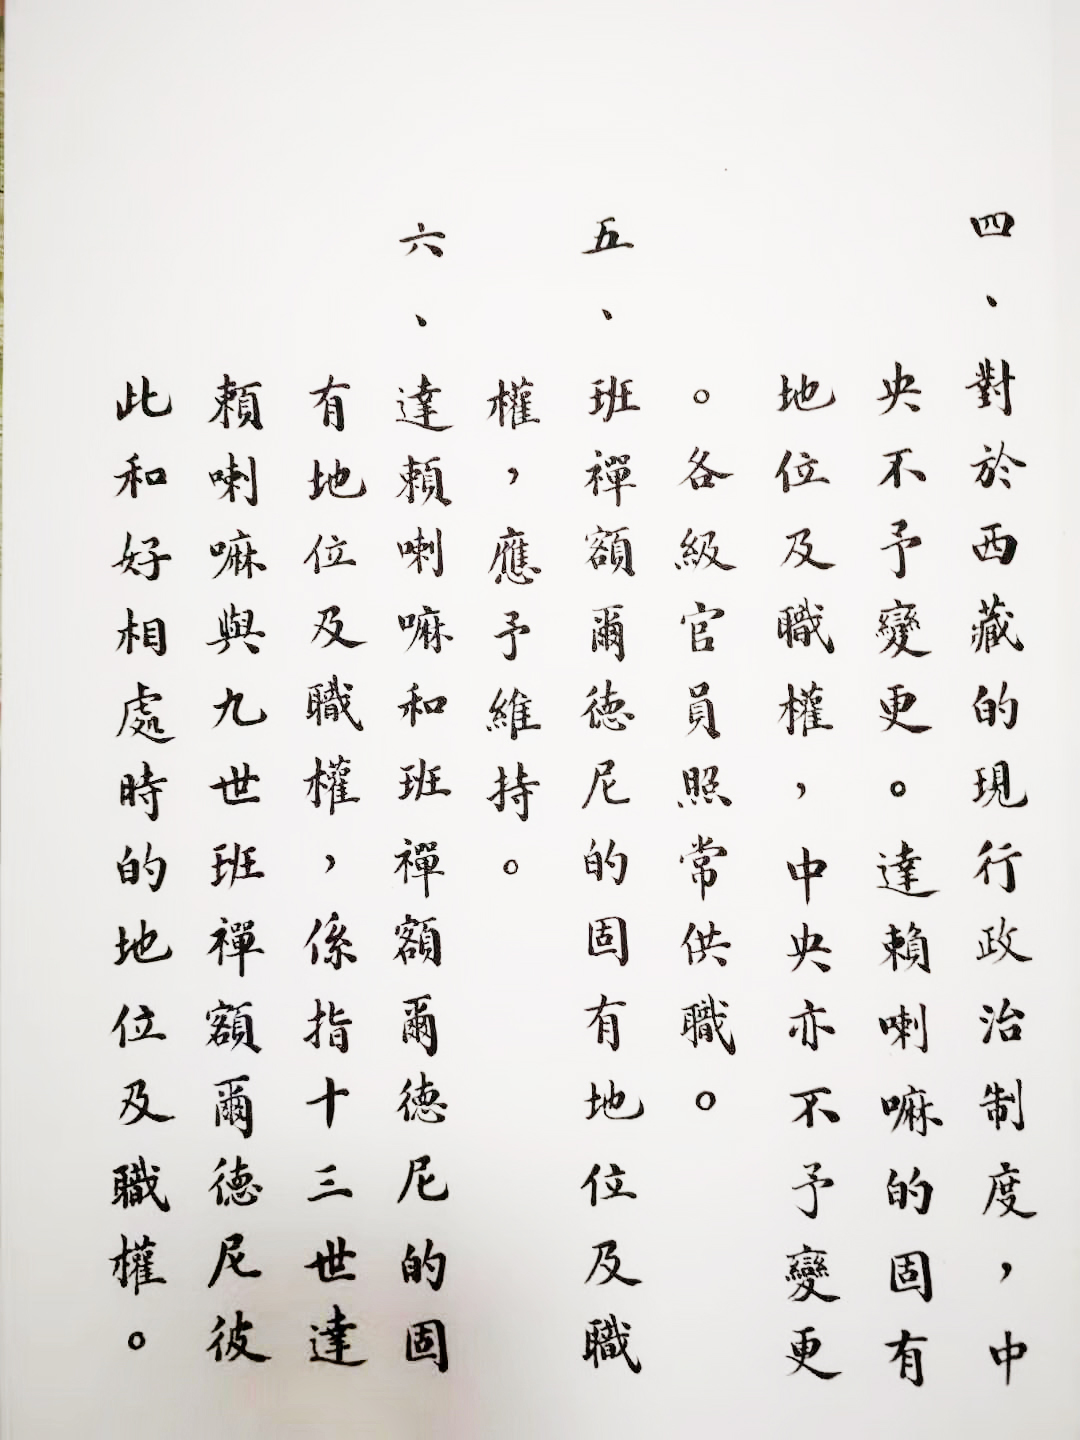 四、對於西藏的現行政治制度，中
央不予變更。達賴喇嘛的固有
地位及職權，中央亦不予變更
。各級官員照常供職。
五、班禪額爾德尼的固有地位及職
權，應予維持。
六、達賴喇嘛和班禪額爾德尼的固
有地位及職權，係指十三世達
賴喇嘛與九世班禪額爾德尼彼
此和好相處時的地位及職權。